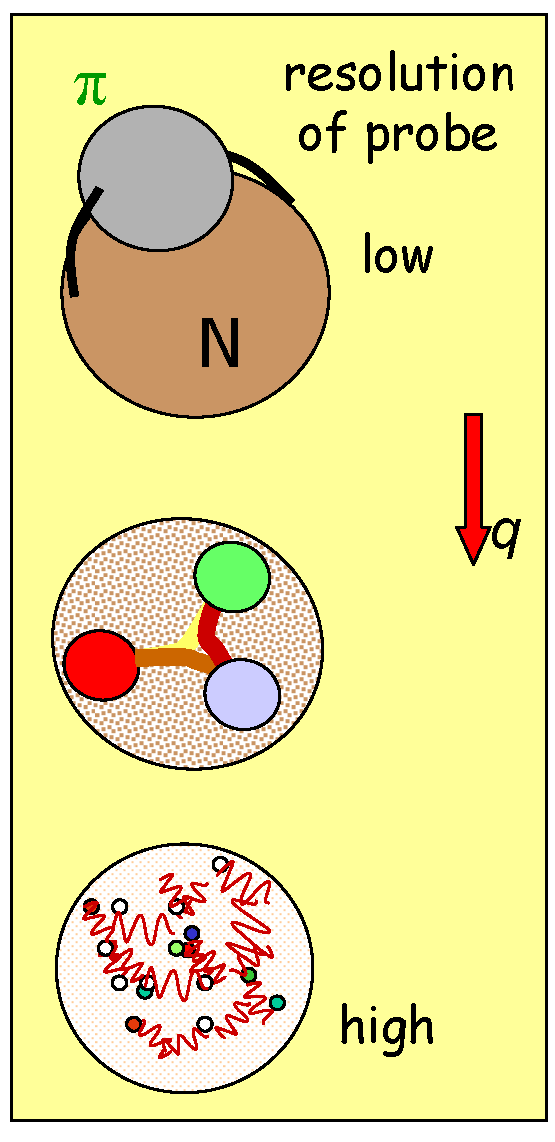 π
resolution
of probe
low
N
q
high